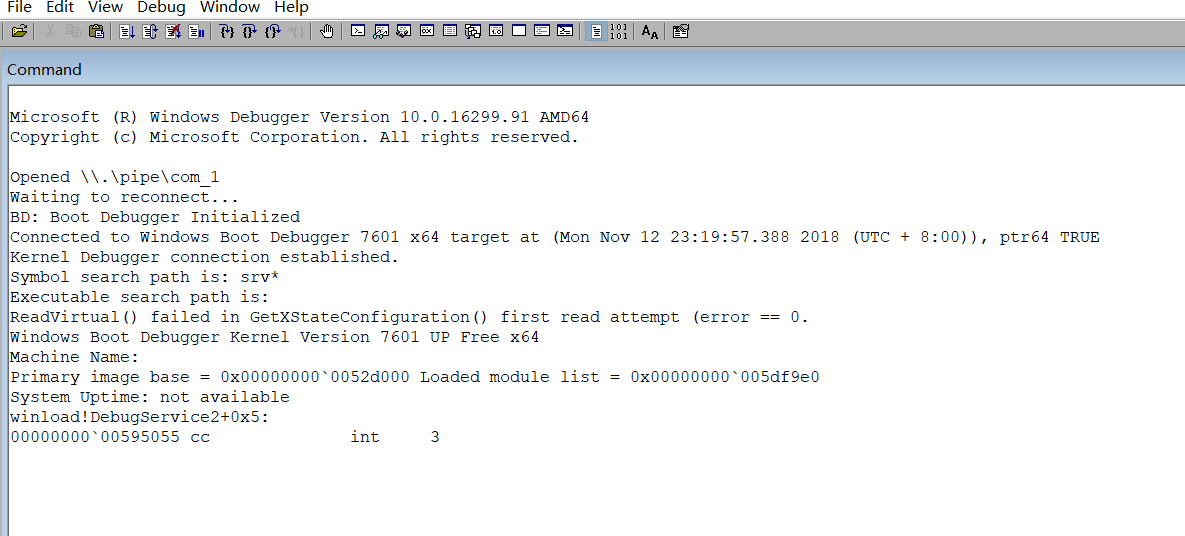 File Edit View Debug Window Help
Command
Microsoft (R) Windows Debugger Version 10.0.16299.91 AMD64
Copyright (c) Microsoft Corporation. All rights reserved.
Opened \\.\pipe\com_1
Waiting to reconnect...
BD: Boot Debugger Initialized
Connected to Windows Boot Debugger 7601 x64 target at (Mon Nov 12 23:19:57.388 2018 (UTC + 8:00)), ptr64 TRUE
Kernel Debugger connection established.
Symbol search path is: srv*
Executable search path is:
ReadVirtual() failed in GetXStateConfiguration() first read attempt (error == 0.
Windows Boot Debugger Kernel Version 7601 UP Free x64
Machine Name:
Primary image base = 0x00000000`0052d000 Loaded module list = 0x00000000`005df9e0
System Uptime: not available
winload!DebugService2+0x5:
00000000`00595055 cc              int     3